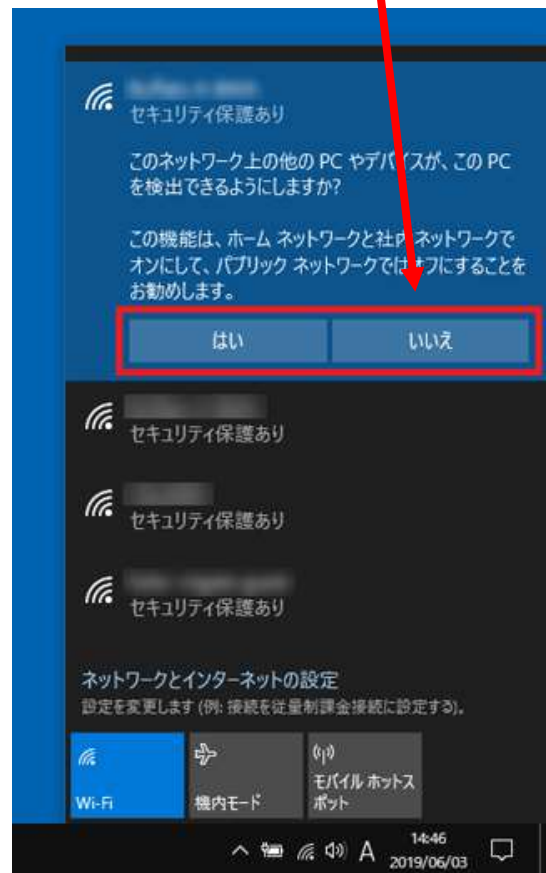 セキュリティ保護あり
このネットワーク上の他の PC やデバイスが、この PC
を検出できるようにしますか?
この機能は、ホーム ネットワークと社内ネットワークで
オンにして、パブリック ネットワークではオフにすることを
お勧めします。
はい いいえ
セキュリティ保護あり
セキュリティ保護あり
セキュリティ保護あり
ネットワークとインターネットの設定
設定を変更します (例: 接続を従量制課金接続に設定する)。
Wi-Fi
機内モード
モバイル ホットス
ポット
A
14:46
2019/06/03